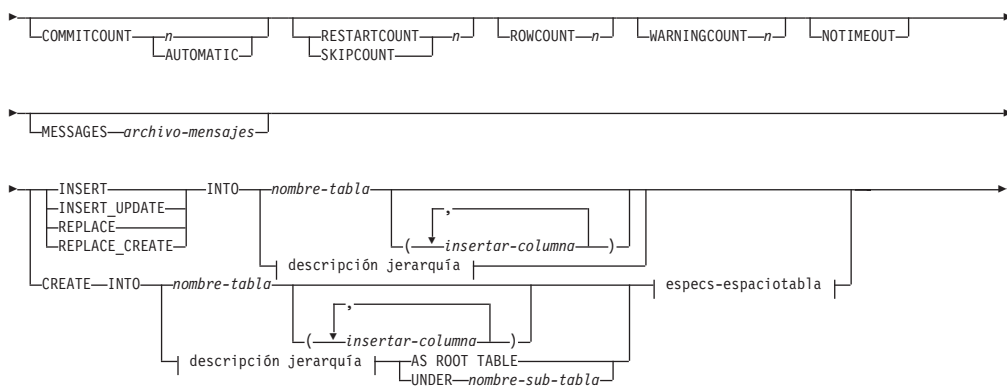 COMMITCOUNT n RESTARTCOUNT n ROWCOUNT n WARNINGCOUNT n NOTIMEOUT
AUTOMATIC SKIPCOUNT
MESSAGES archivo-mensajes
INSERT INTO nombre-tabla
INSERT_UPDATE ,
REPLACE
REPLACE_CREATE ( insertar-columna )
descripción jerarquía
CREATE INTO nombre-tabla especs-espaciotabla
,
( insertar-columna )
descripción jerarquía AS ROOT TABLE
UNDER nombre-sub-tabla